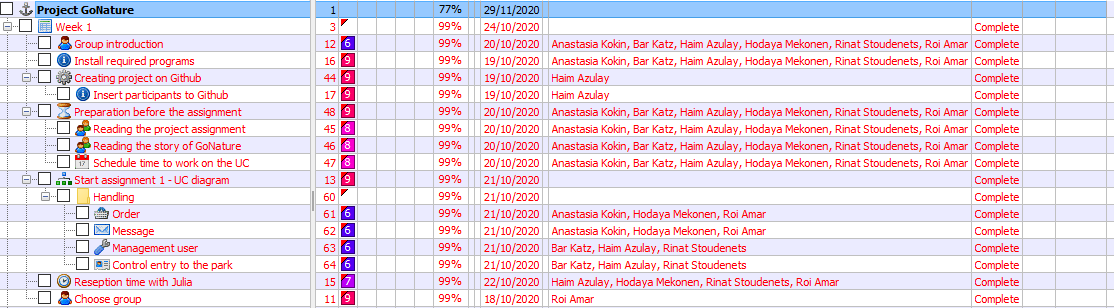 Project GoNature 1 77% 29/11/2020
Week 1 3 99% 24/10/2020 Complete
Group introduction 12 6 99% 20/10/2020 Anastasia Kokin, Bar Katz, Haim Azulay, Hodaya Mekonen, Rinat Stoudenets, Roi Amar Complete
Install required programs 16 9 99% 19/10/2020 Anastasia Kokin, Bar Katz, Haim Azulay, Hodaya Mekonen, Rinat Stoudenets, Roi Amar Complete
Creating project on Github 44 9 99% 19/10/2020 Haim Azulay Complete
Insert participants to Github 17 9 99% 19/10/2020 Haim Azulay Complete
Preparation before the assignment 48 9 99% 20/10/2020 Anastasia Kokin, Bar Katz, Haim Azulay, Hodaya Mekonen, Rinat Stoudenets, Roi Amar Complete
Reading the project assignment 45 8 99% 20/10/2020 Anastasia Kokin, Bar Katz, Haim Azulay, Hodaya Mekonen, Rinat Stoudenets, Roi Amar Complete
Reading the story of GoNature 46 8 99% 20/10/2020 Anastasia Kokin, Bar Katz, Haim Azulay, Hodaya Mekonen, Rinat Stoudenets, Roi Amar Complete
17 Schedule time to work on the UC 47 8 99% 20/10/2020 Anastasia Kokin, Bar Katz, Haim Azulay, Hodaya Mekonen, Rinat Stoudenets, Roi Amar Complete
Start assignment 1 - UC diagram 13 9 99% 21/10/2020 Complete
Handling 60 99% 21/10/2020 Complete
Order 61 6 99% 21/10/2020 Anastasia Kokin, Hodaya Mekonen, Roi Amar Complete
Message 62 6 99% 21/10/2020 Anastasia Kokin, Hodaya Mekonen, Roi Amar Complete
Management user 63 6 99% 21/10/2020 Bar Katz, Haim Azulay, Rinat Stoudenets Complete
Control entry to the park 64 6 99% 21/10/2020 Bar Katz, Haim Azulay, Rinat Stoudenets Complete
Reseption time with Julia 15 7 99% 22/10/2020 Haim Azulay, Hodaya Mekonen, Rinat Stoudenets, Roi Amar Complete
Choose group 11 9 99% 18/10/2020 Roi Amar Complete